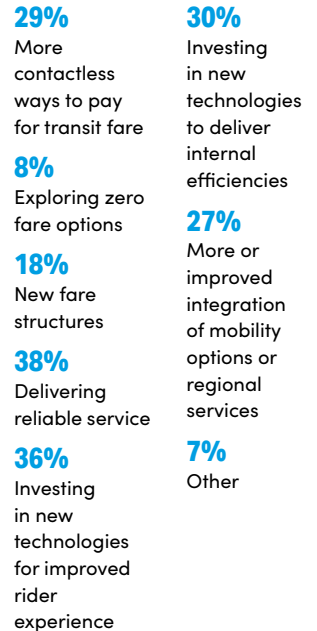 29%
More
contactless
ways to pay
for transit fare
8%
Exploring zero
fare options
18%
New fare
structures
38%
Delivering
reliable service
36%
Investing
in new
technologies
for improved
rider
experience
30%
Investing
in new
technologies
to deliver
internal
efficiencies
27%
More or
improved
integration
of mobility
options or
regional
services
7%
Other